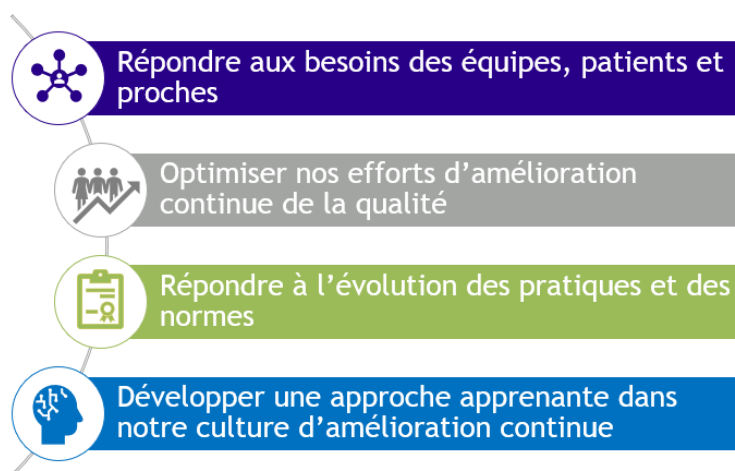 Répondre aux besoins des équipes, patients et
proches
Optimiser nos efforts d’amélioration
continue de la qualité
Répondre à l’évolution des pratiques et des
normes
Développer une approche apprenante dans
notre culture d’amélioration continue